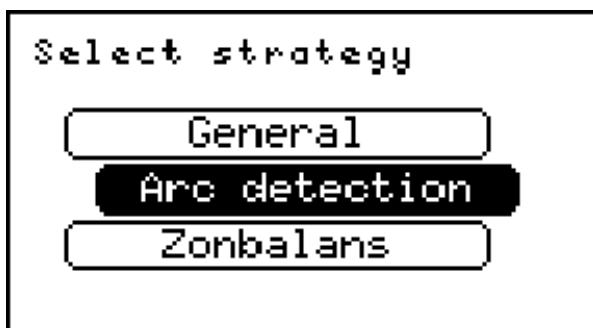 Select strategy
General
Arc detection
Zonbalans